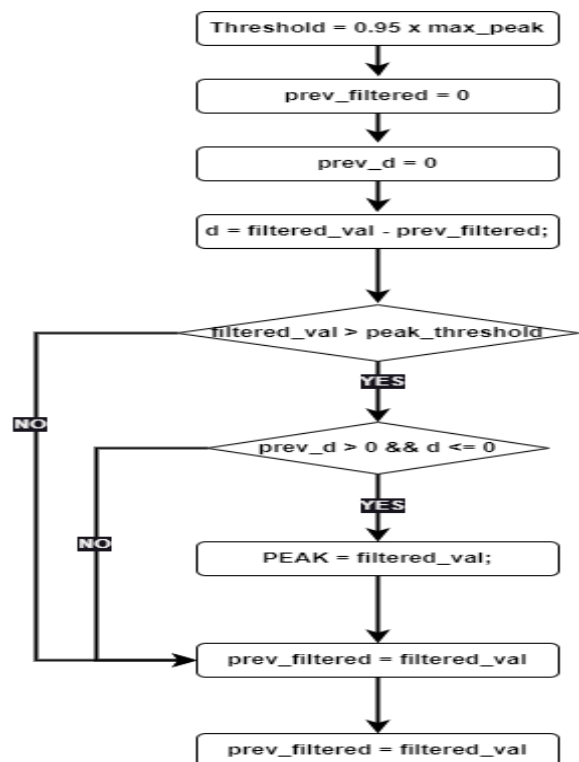 Threshold = 0.95 x max_peak
prev_filtered = 0
prev_d = 0
d = filtered_val - prev_filtered;
filtered_val > peak_threshold
YES
NO
prev_d > 0 && d <= 0
YES
NO
PEAK = filtered_val;
prev_filtered = filtered_val
prev_filtered = filtered_val